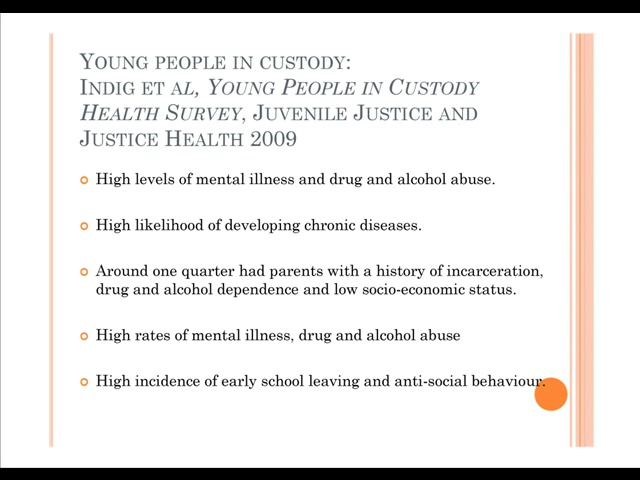 Young people in custody:
Indig et al, Young People in Custody
Health Survey, Juvenile Justice and
Justice Health 2009
High levels of mental illness and drug and alcohol abuse.
High likelihood of developing chronic diseases.
Around one quarter had parents with a history of incarceration,
drug and alcohol dependence and low socio-economic status.
High rates of mental illness, drug and alcohol abuse
High incidence of early school leaving and anti-social behaviour.